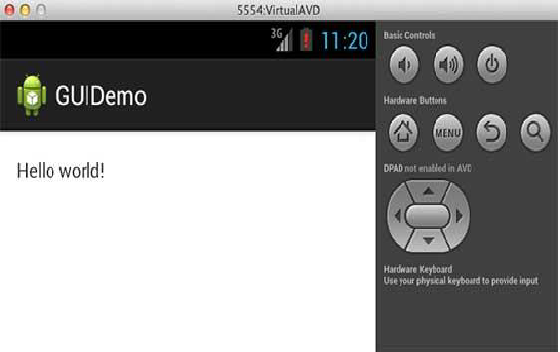 5554:VirtualAVD
3G
11:20
GUIDemo
Hello world!
Basic Controls
Hardware Buttons
MENU
DPAD not enabled in AVD
Hardware Keyboard
Use your physical keyboard to provide input